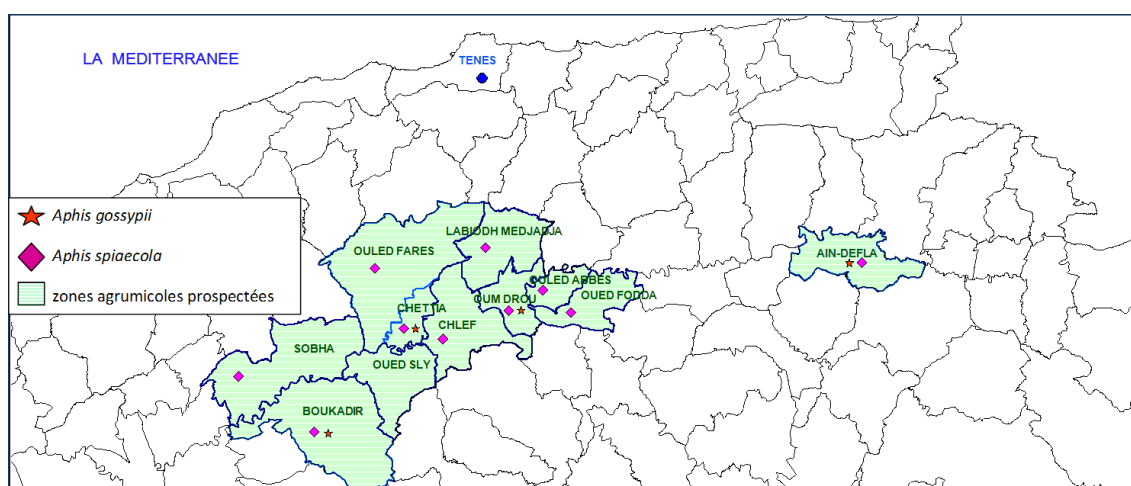 LA MEDITERRANEE
TENES
Aphis gossypii
Aphis spiaecola
zones agrumicoles prospectées
LABIODH MEDJADJA
OULED FARES
AIN-DEFLA
OULED ABBES
OUED FODDA
OUM DROU
CHETTIA
CHLEF
SOBHA
OUED SLY
BOUKADIR